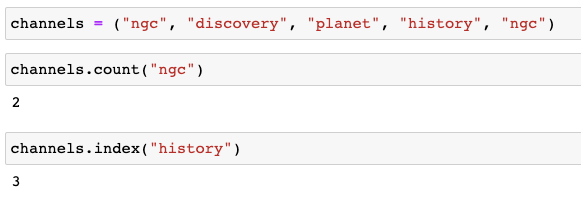 channels = ("ngc", "discovery", "planet", "history", "ngc")
channels.count("ngc")
2
channels.index("history")
3